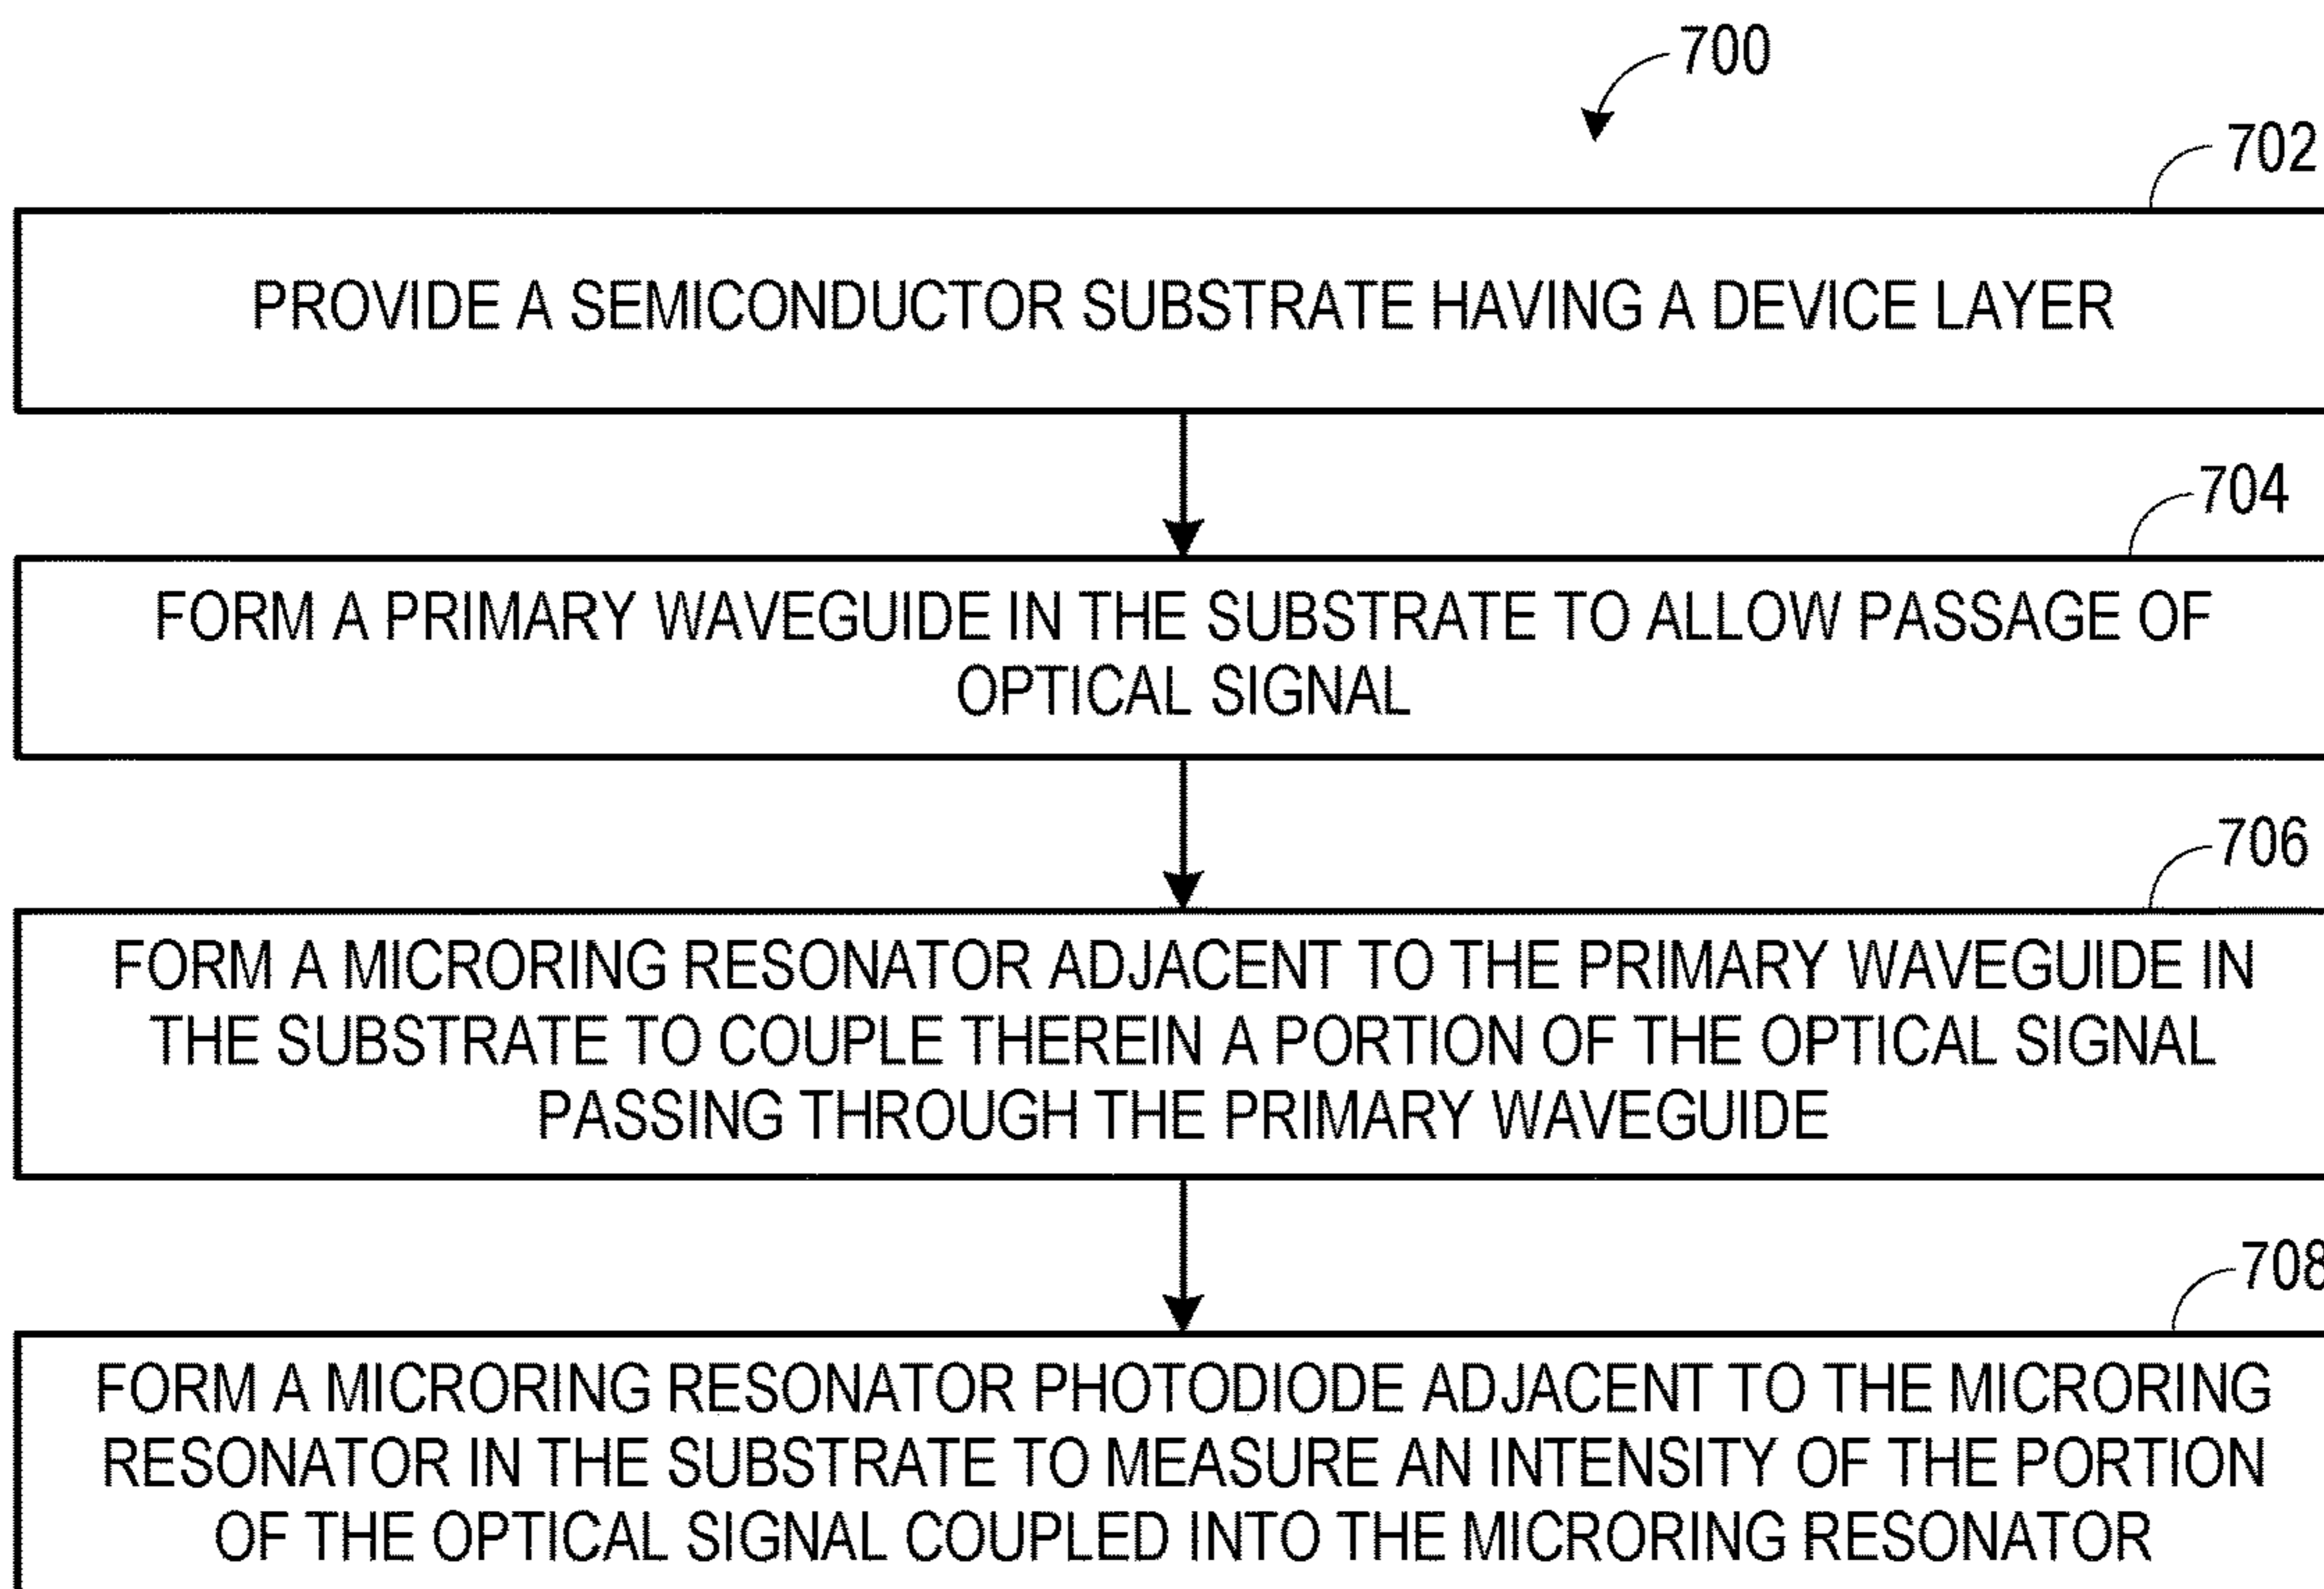 700
702
PROVIDE A SEMICONDUCTOR SUBSTRATE HAVING A DEVICE LAYER
704
FORM A PRIMARY WAVEGUIDE IN THE SUBSTRATE TO ALLOW PASSAGE OF
OPTICAL SIGNAL
706
FORM A MICRORING RESONATOR ADJACENT TO THE PRIMARY WAVEGUIDE IN
THE SUBSTRATE TO COUPLE THEREIN A PORTION OF THE OPTICAL SIGNAL
PASSING THROUGH THE PRIMARY WAVEGUIDE
708
FORM A MICRORING RESONATOR PHOTODIODE ADJACENT TO THE MICRORING
RESONATOR IN THE SUBSTRATE TO MEASURE AN INTENSITY OF THE PORTION
OF THE OPTICAL SIGNAL COUPLED INTO THE MICRORING RESONATOR